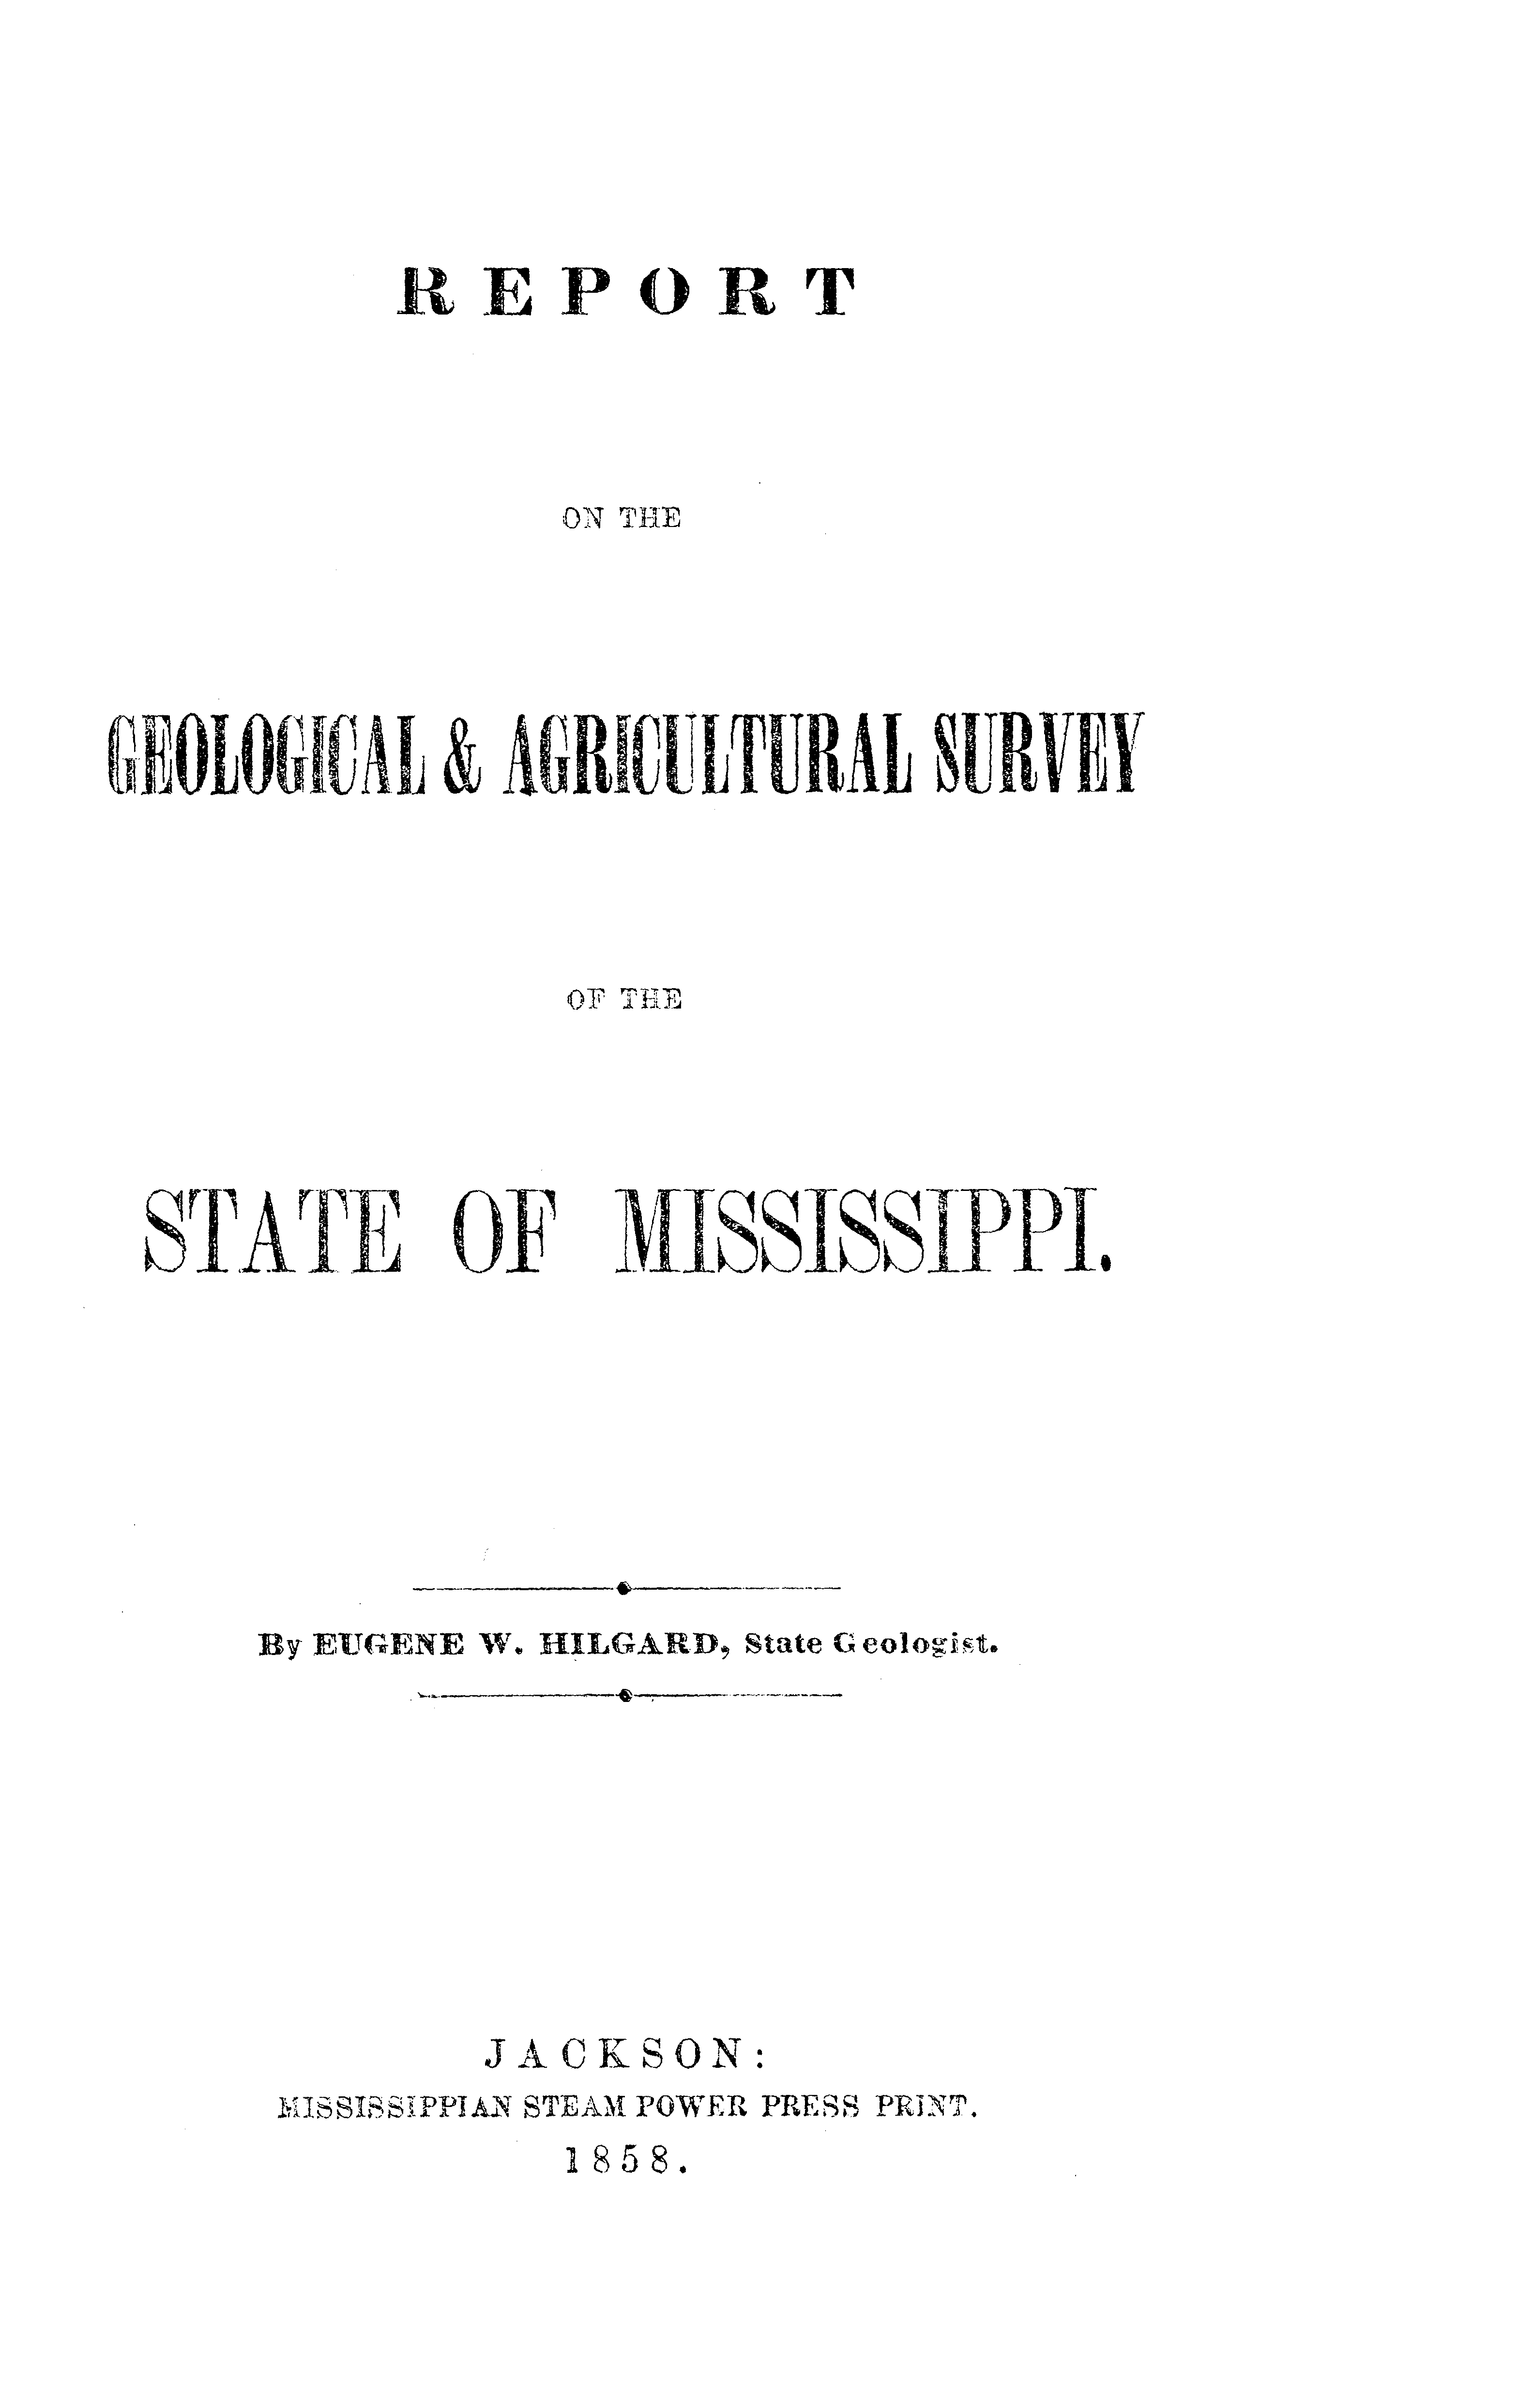 REPORT
ON THE
GEOLOGICAL & AGRICULTURAL SURVEY
OF THE
STATE OF MISSISSIPPI.
By EUGENE W. HILGARD, State Geologist.
JACKSON:
MISSISSIPPIAN STEAM POWER PRESS PRINT.
1858.